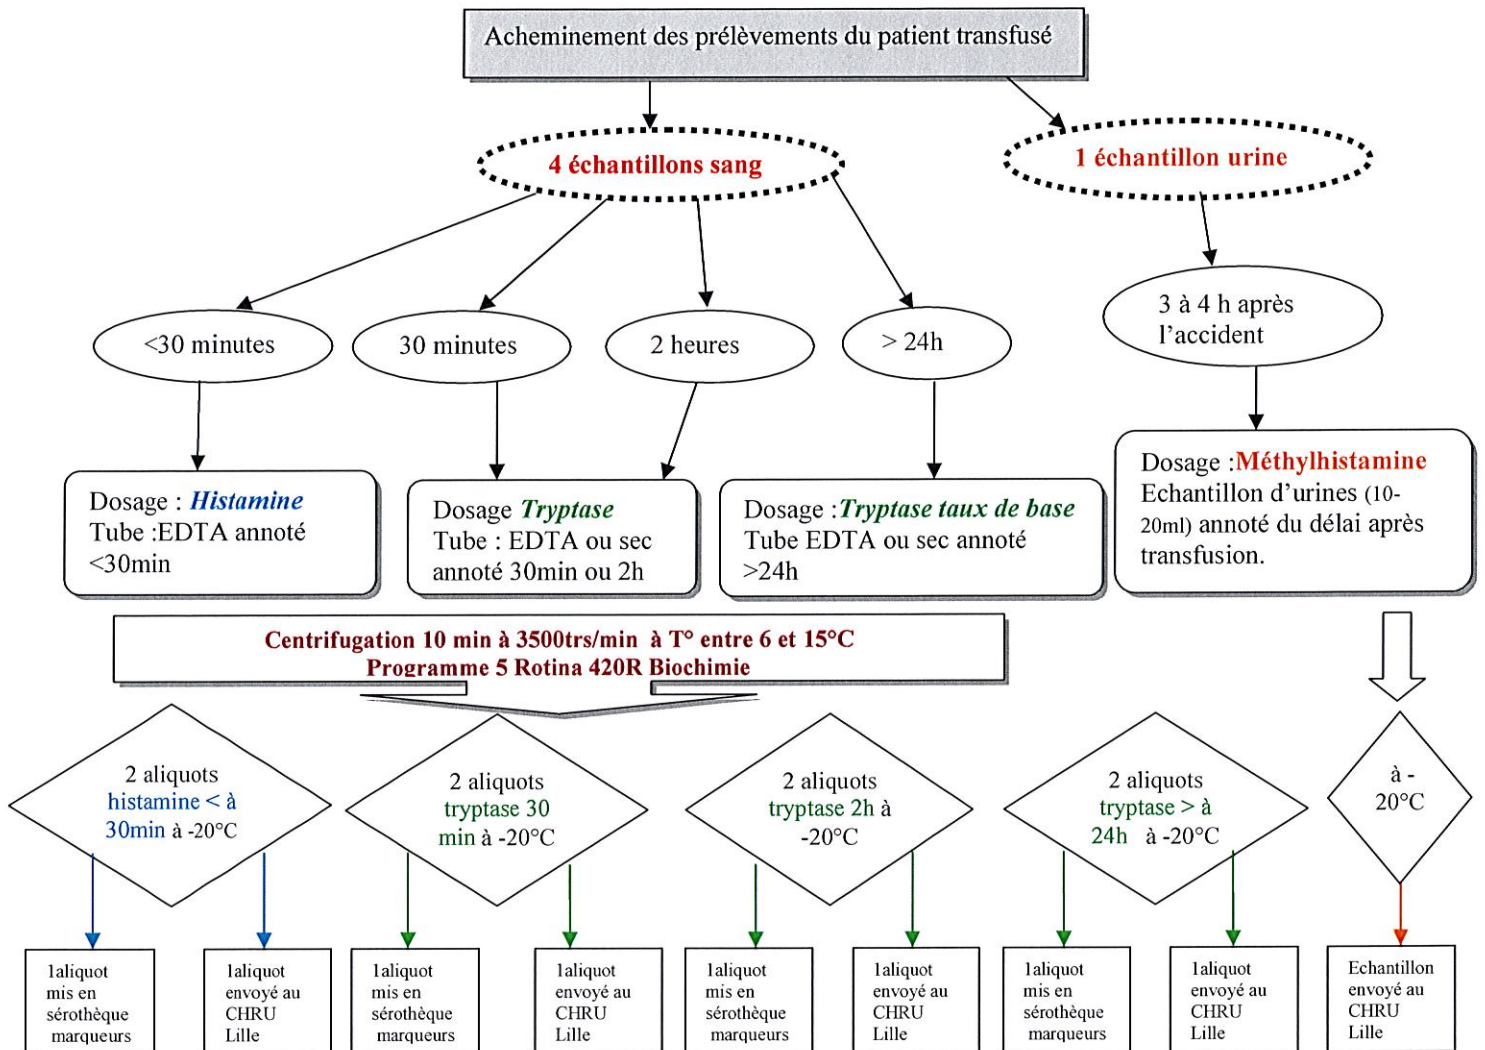 Acheminement des prélèvements du patient transfusé
4 échantillons sang
1 échantillon urine
<30 minutes
30 minutes
2 heures
> 24h
3 à 4 h après
l’accident
Dosage : Histamine
Tube :EDTA annoté
<30min
Dosage Tryptase
Tube : EDTA ou sec
annoté 30min ou 2h
Dosage :Tryptase taux de base
Tube EDTA ou sec annoté
>24h
Dosage :Méthylhistamine
Echantillon d’urines (10-
20ml) annoté du délai après
transfusion.
Centrifugation 10 min à 3500trs/min à T° entre 6 et 15°C
Programme 5 Rotina 420R Biochimie
2 aliquots
histamine < à
30min à -20°C
2 aliquots
tryptase 30
min à -20°C
2 aliquots
tryptase 2h à
-20°C
2 aliquots
tryptase > à
24h à -20°C
à -
20°C
1aliquot
mis en
sérothèque
marqueurs
1aliquot
envoyé au
CHRU
Lille
1aliquot
mis en
sérothèque
marqueurs
1aliquot
envoyé au
CHRU
Lille
1aliquot
mis en
sérothèque
marqueurs
1aliquot
envoyé au
CHRU
Lille
1aliquot
mis en
sérothèque
marqueurs
1aliquot
envoyé au
CHRU
Lille
Echantillon
envoyé au
CHRU
Lille